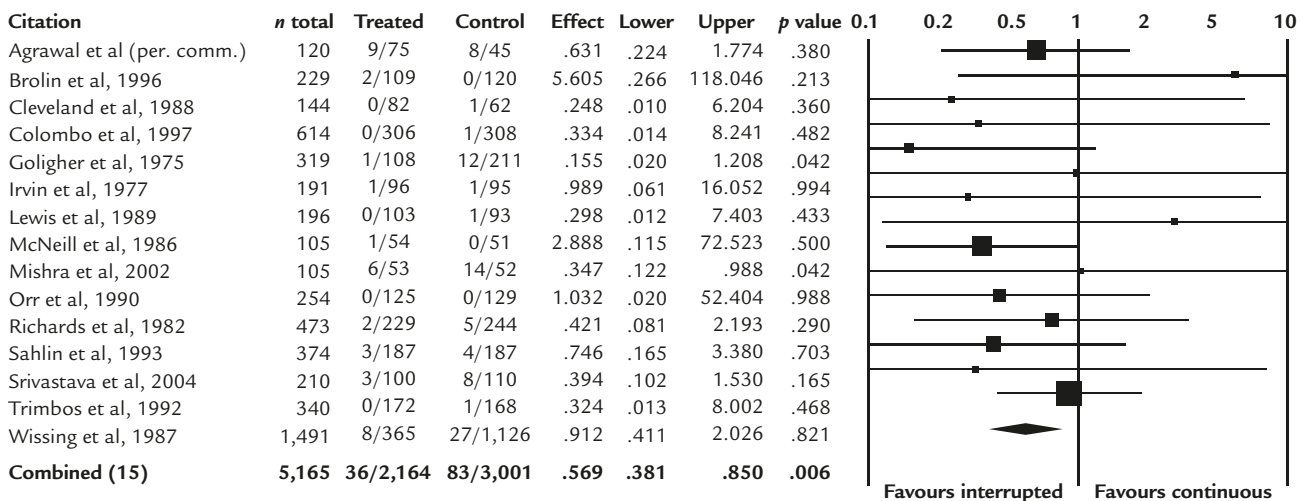 Citation n total Treated Control Effect Lower Upper p value 0.1 0.2 0.5 1 2 5 10
Agrawal et al (per. comm.) 120 9/75 8/45 .631 .224 1.774 .380
Brolin et al, 1996 229 2/109 0/120 5.605 .266 118.046 .213
Cleveland et al, 1988 144 0/82 1/62 .248 .010 6.204 .360
Colombo et al, 1997 614 0/306 1/308 .334 .014 8.241 .482
Goligher et al, 1975 319 1/108 12/211 .155 .020 1.208 .042
Irvin et al, 1977 191 1/96 1/95 .989 .061 16.052 .994
Lewis et al, 1989 196 0/103 1/93 .298 .012 7.403 .433
McNeill et al, 1986 105 1/54 0/51 2.888 .115 72.523 .500
Mishra et al, 2002 105 6/53 14/52 .347 .122 .988 .042
Orr et al, 1990 254 0/125 0/129 1.032 .020 52.404 .988
Richards et al, 1982 473 2/229 5/244 .421 .081 2.193 .290
Sahlin et al, 1993 374 3/187 4/187 .746 .165 3.380 .703
Srivastava et al, 2004 210 3/100 8/110 .394 .102 1.530 .165
Trimbos et al, 1992 340 0/172 1/168 .324 .013 8.002 .468
Wissing et al, 1987 1,491 8/365 27/1,126 .912 .411 2.026 .821
Combined (15) 5,165 36/2,164 83/3,001 .569 .381 .850 .006
Favours interrupted Favours continuous